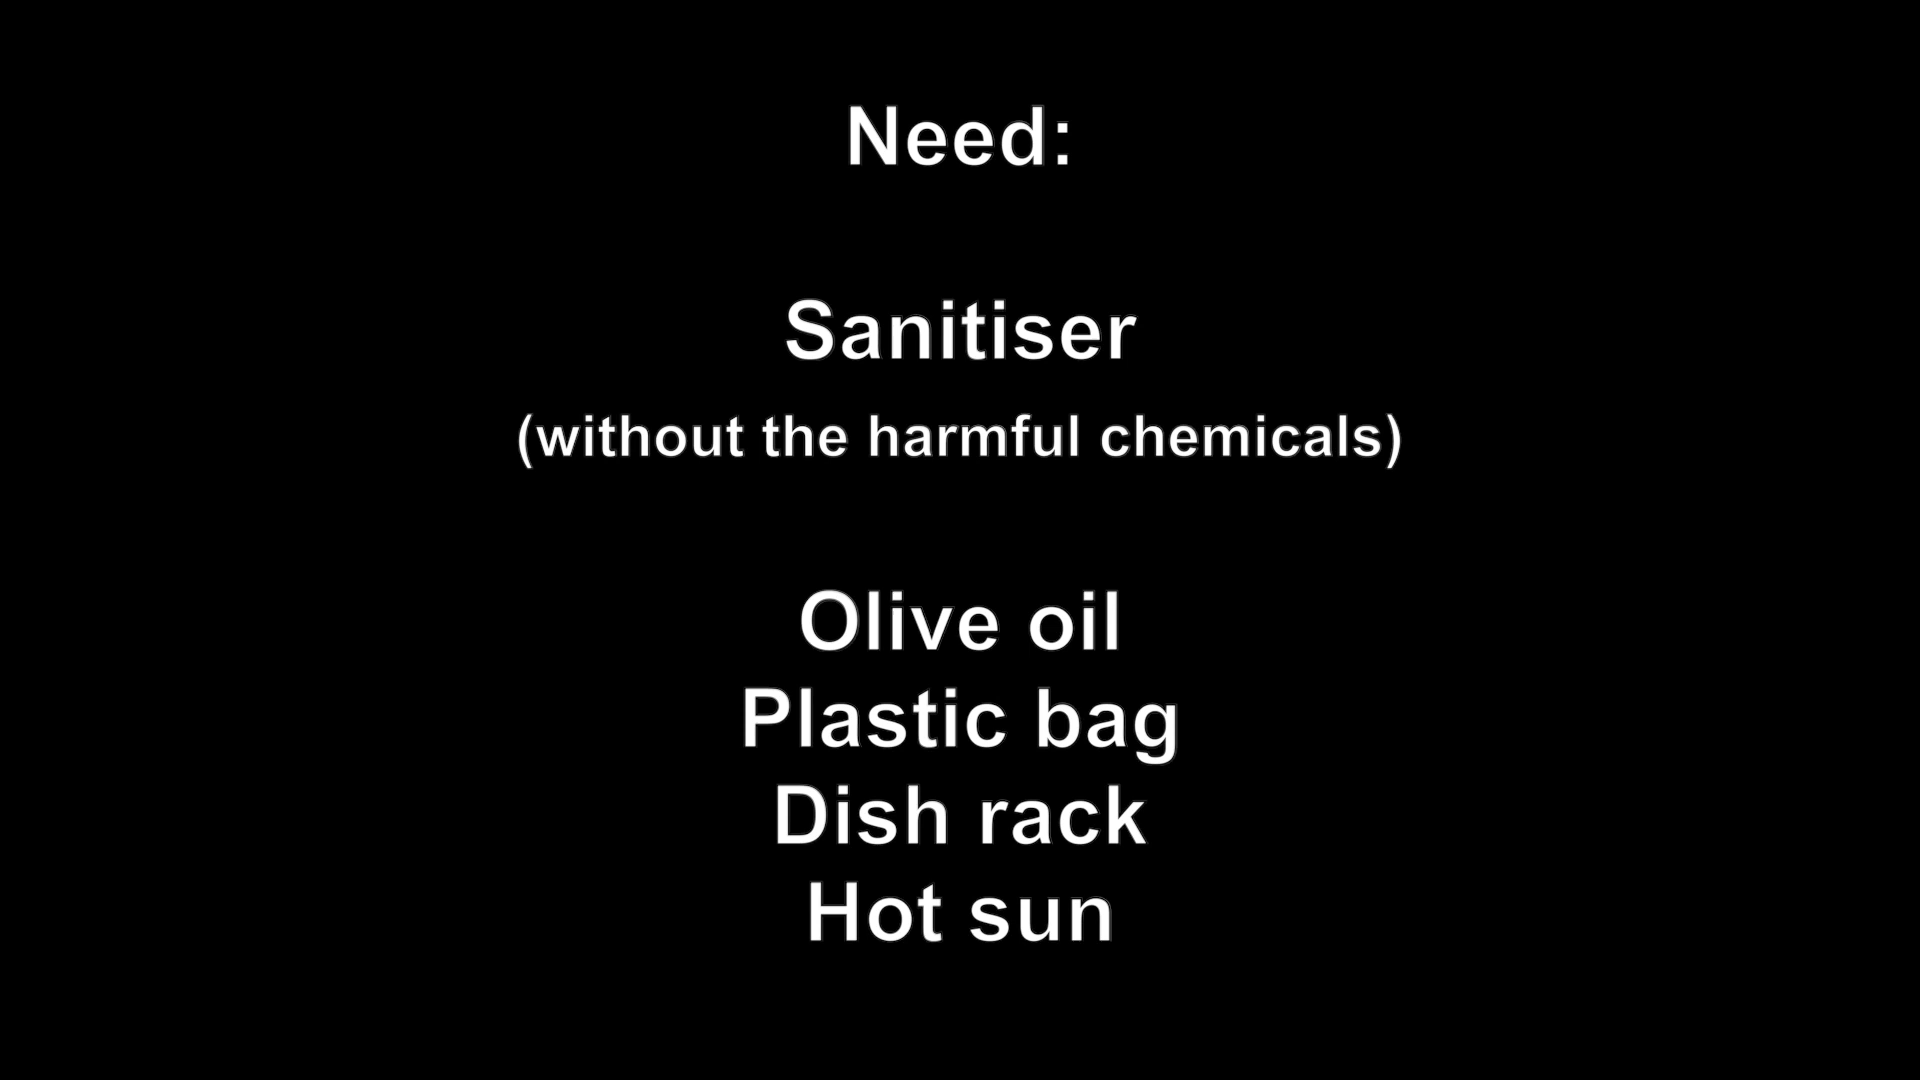 Need:
Sanitiser
(without the harmful chemicals)
Olive oil
Plastic bag
Dish rack
Hot sun